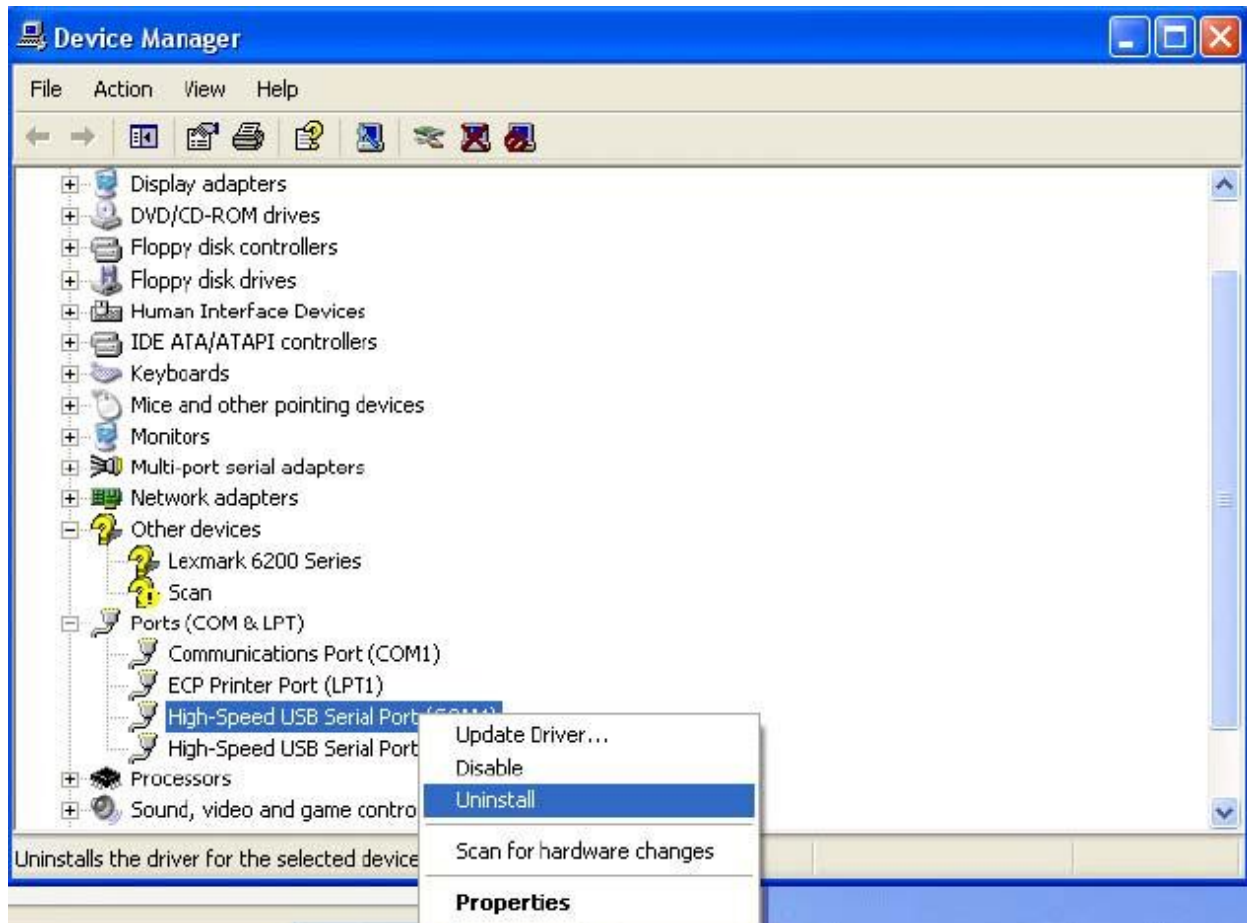 Device Manager
File Action View Help
Display adapters
DVD/CD-ROM drives
Floppy disk controllers
Floppy disk drives
Human Interface Devices
IDE ATA/ATAPI controllers
Keyboards
Mice and other pointing devices
Monitors
Multi-port serial adapters
Network adapters
Other devices
Lexmark 6200 Series
Scan
Ports (COM & LPT)
Communications Port (COM1)
ECP Printer Port (LPT1)
High-Speed USB Serial Port
High-Speed USB Serial Port
Processors
Sound, video and game contro
Update Driver...
Disable
Uninstall
Scan for hardware changes
Properties
Uninstalls the driver for the selected device